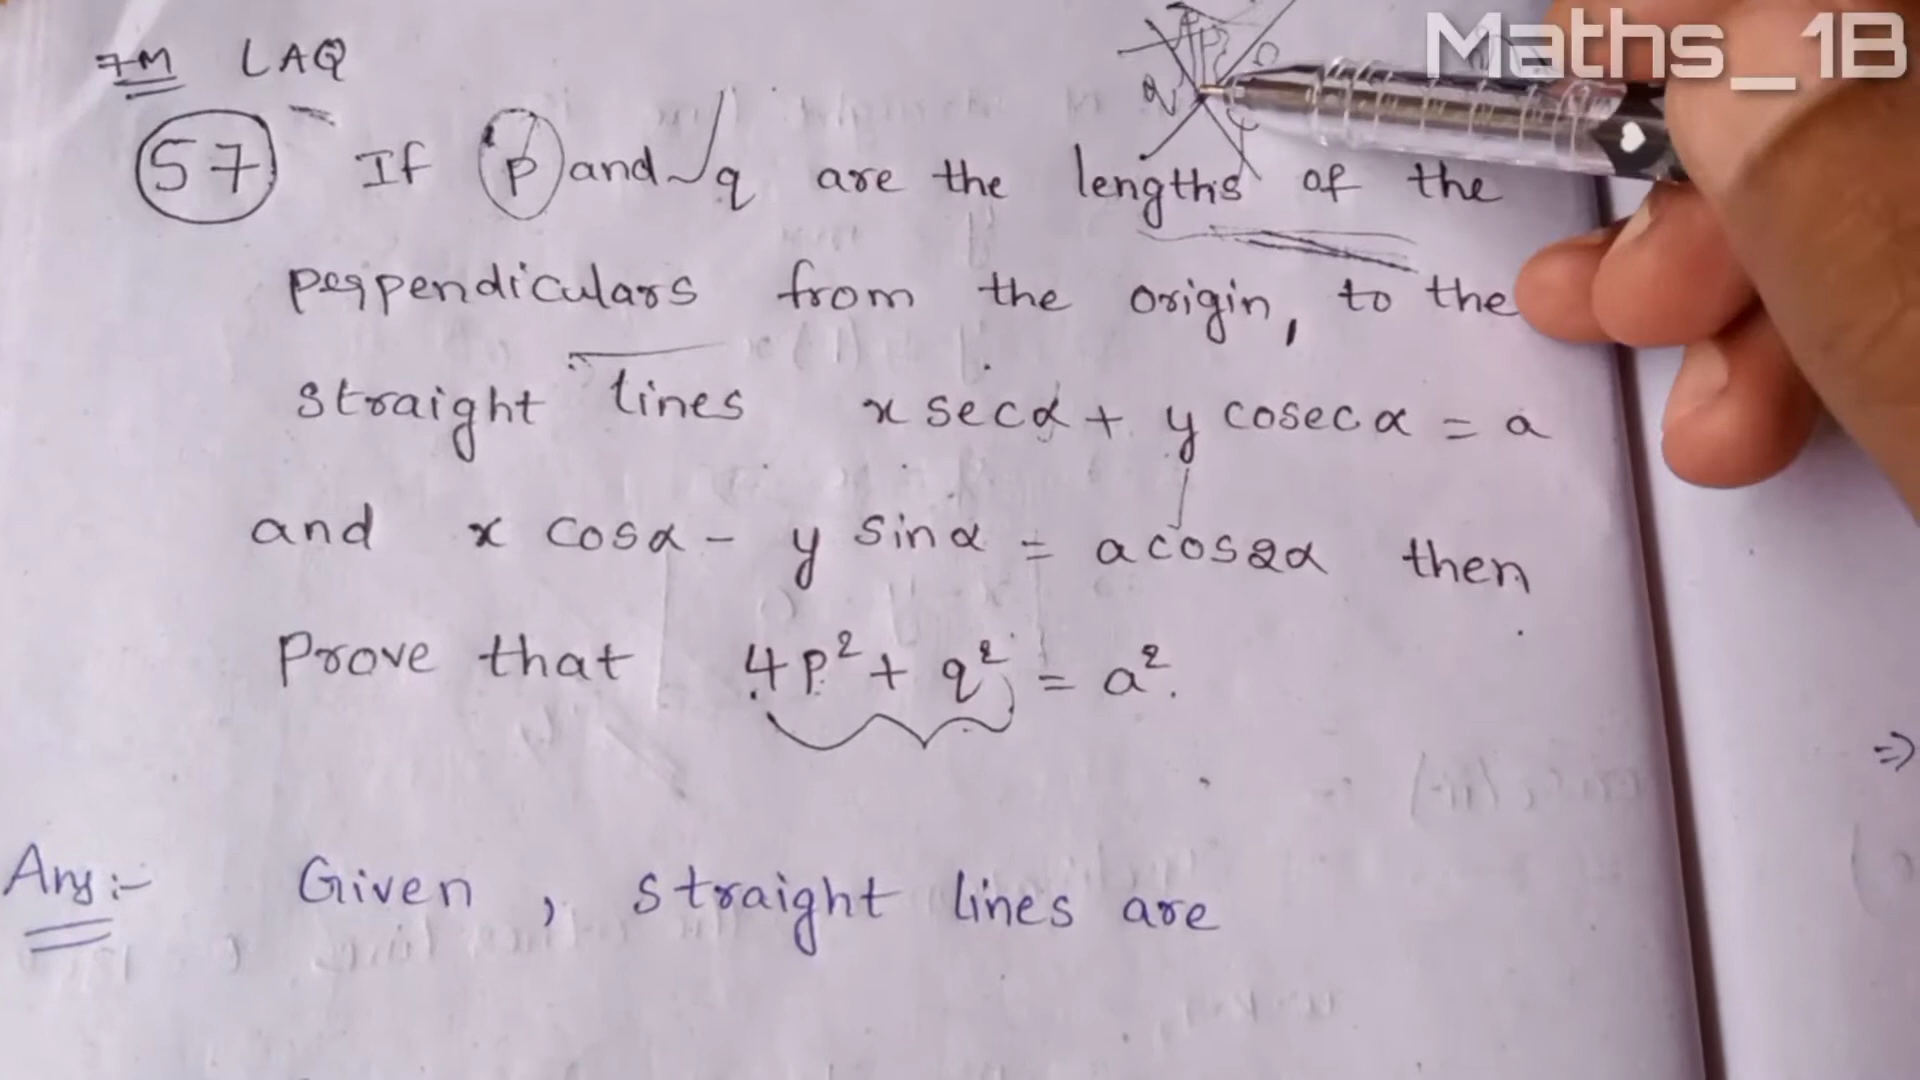 Maths_1B
7M LAQ
57 If p and q are the lengths of the
perpendiculars from the origin, to the
straight lines x secα + y cosecα = a
and x cosα - y sinα = a cos2α then
Prove that 4p² + q² = a².
Ans:- Given, straight lines are
⇒